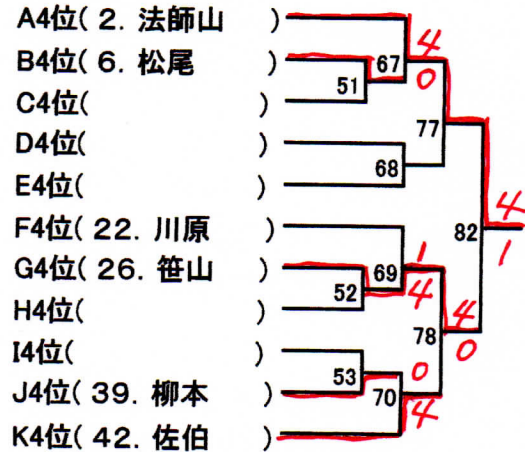 A4位( 2. 法師山 )
4
B4位( 6. 松尾 )
67
0
51
C4位( )
77
D4位( )
68
E4位( )
4
F4位( 22. 川原 )
82
1
G4位( 26. 笹山 )
69
1
52
4
4
H4位( )
78
0
I4位( )
53
0
J4位( 39. 柳本 )
70
4
K4位( 42. 佐伯 )